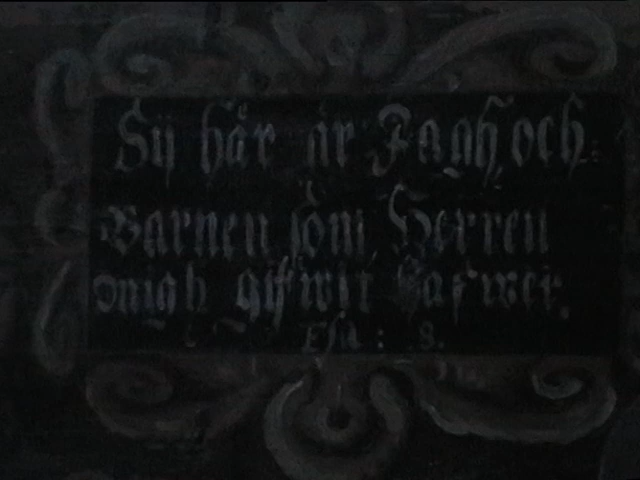 Sij här är Jagh och
Barnen som Herren
migh gifwit hafwer.
Esa: 8.